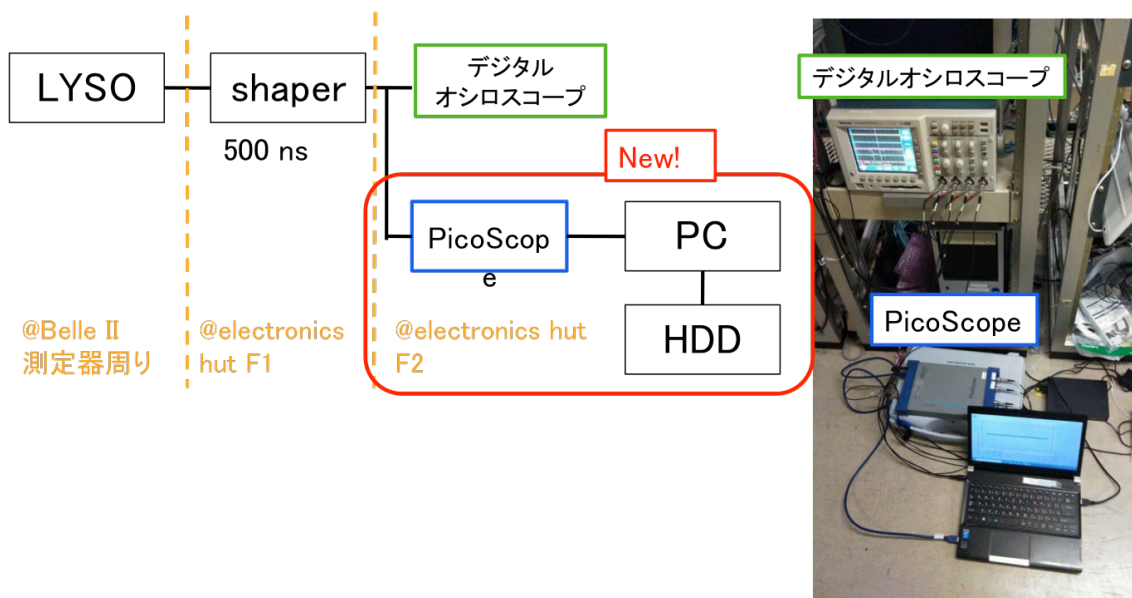 LYSO
shaper
500 ns
デジタル
オシロスコープ
New!
PicoScop
e
PC
HDD
@Belle II
測定器周り
@electronics
hut F1
@electronics hut
F2
デジタルオシロスコープ
PicoScope